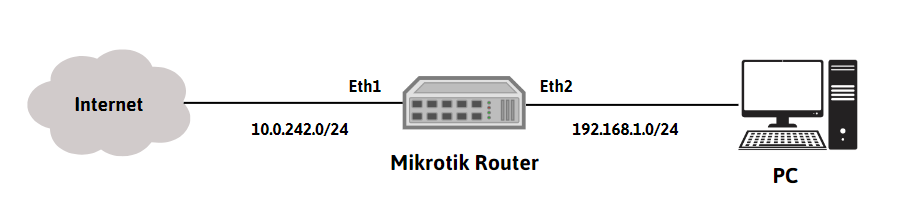 Internet
Eth1
Eth2
10.0.242.0/24
192.168.1.0/24
Mikrotik Router
PC